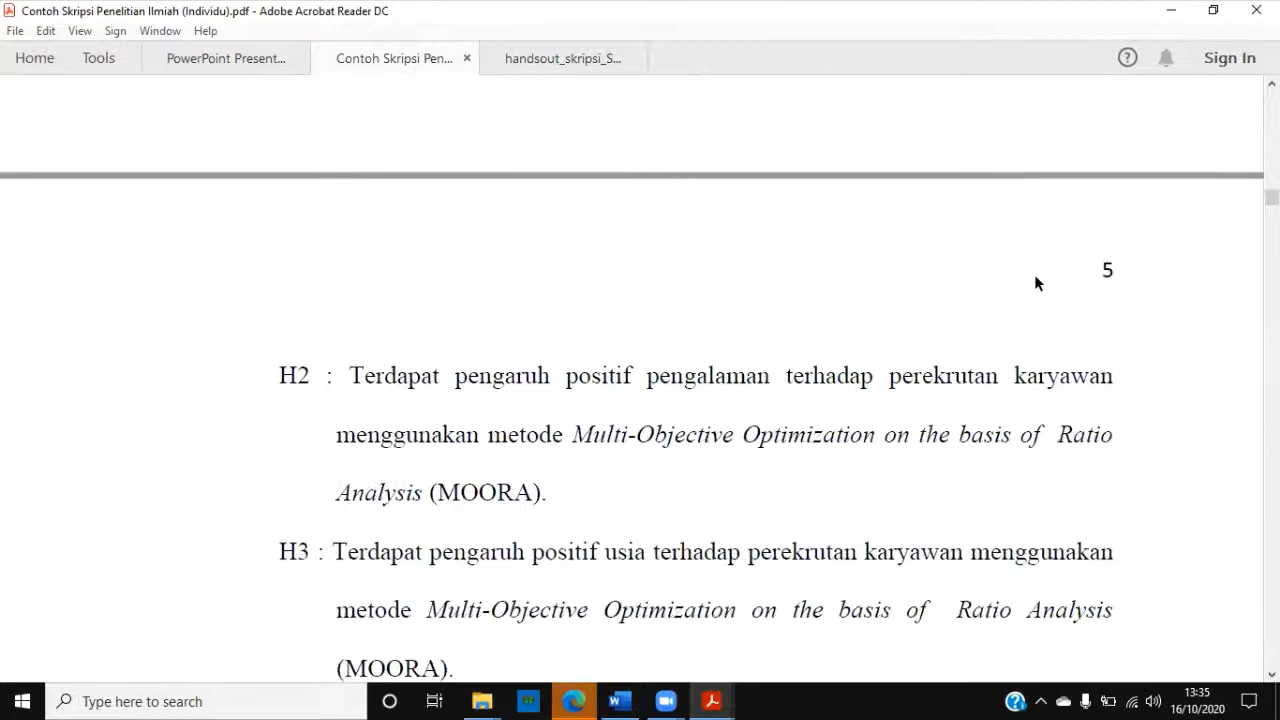 Contoh Skripsi Penelitian Ilmiah (Individu).pdf - Adobe Acrobat Reader DC
File Edit View Sign Window Help
Home Tools PowerPoint Present... Contoh Skripsi Pen... × handsout_skripsi_S... ? Sign In
5
H2 : Terdapat pengaruh positif pengalaman terhadap perekrutan karyawan
menggunakan metode Multi-Objective Optimization on the basis of Ratio
Analysis (MOORA).
H3 : Terdapat pengaruh positif usia terhadap perekrutan karyawan menggunakan
metode Multi-Objective Optimization on the basis of Ratio Analysis
(MOORA).
Type here to search
13:35
16/10/2020